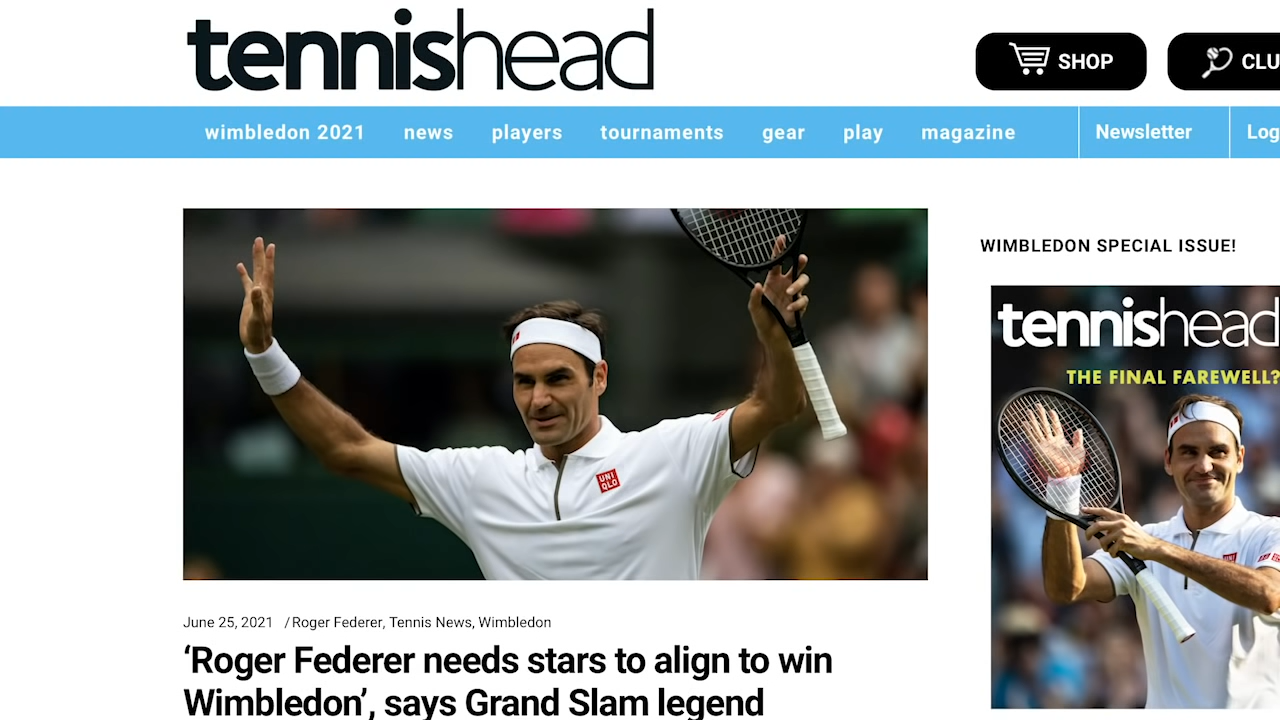 tennishead
SHOP
CLU
wimbledon 2021
news
players
tournaments
gear
play
magazine
Newsletter
Log
UNI
QLO
June 25, 2021 / Roger Federer, Tennis News, Wimbledon
‘Roger Federer needs stars to align to win
Wimbledon’, says Grand Slam legend
WIMBLEDON SPECIAL ISSUE!
tennishead
THE FINAL FAREWELL?